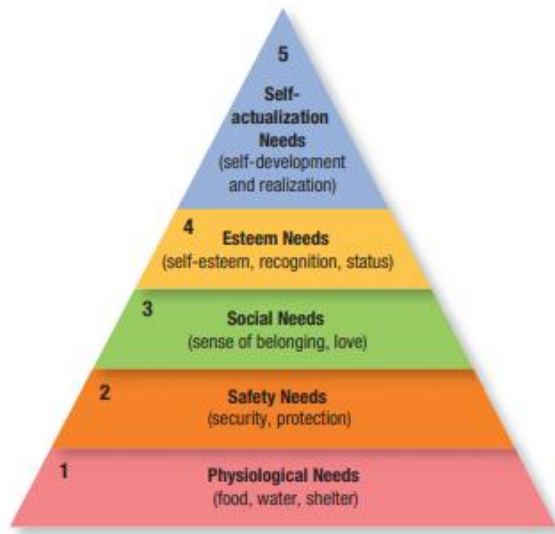 5
Self-
actualization
Needs
(self-development
and realization)
4
Esteem Needs
(self-esteem, recognition, status)
3
Social Needs
(sense of belonging, love)
2
Safety Needs
(security, protection)
1
Physiological Needs
(food, water, shelter)